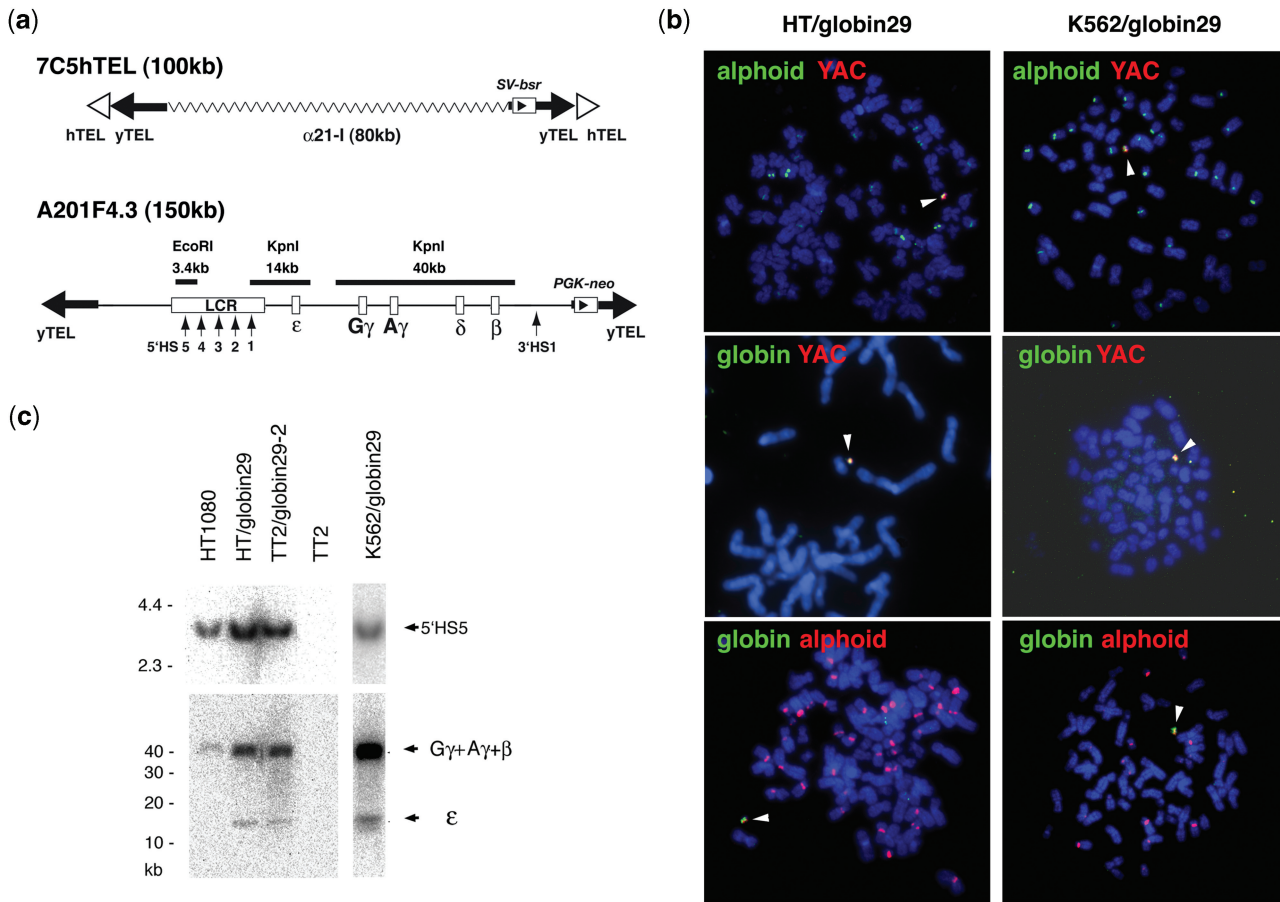 (a)
7C5hTEL (100kb)
SV-bsr
hTEL yTEL α21-I (80kb) yTEL hTEL
A201F4.3 (150kb)
EcoRI KpnI KpnI
3.4kb 14kb 40kb
PGK-neo
LCR
yTEL ε Gγ Aγ δ β yTEL
5'HS 5 4 3 2 1 3'HS1
(b)
HT/globin29 K562/globin29
alphoid YAC alphoid YAC
globin YAC globin YAC
globin alphoid globin alphoid
(c)
HT1080
HT/globin29
TT2/globin29-2
TT2
K562/globin29
4.4 -
5'HS5
2.3 -
40 - Gγ+Aγ+β
30 -
20 -
ε
10 -
kb